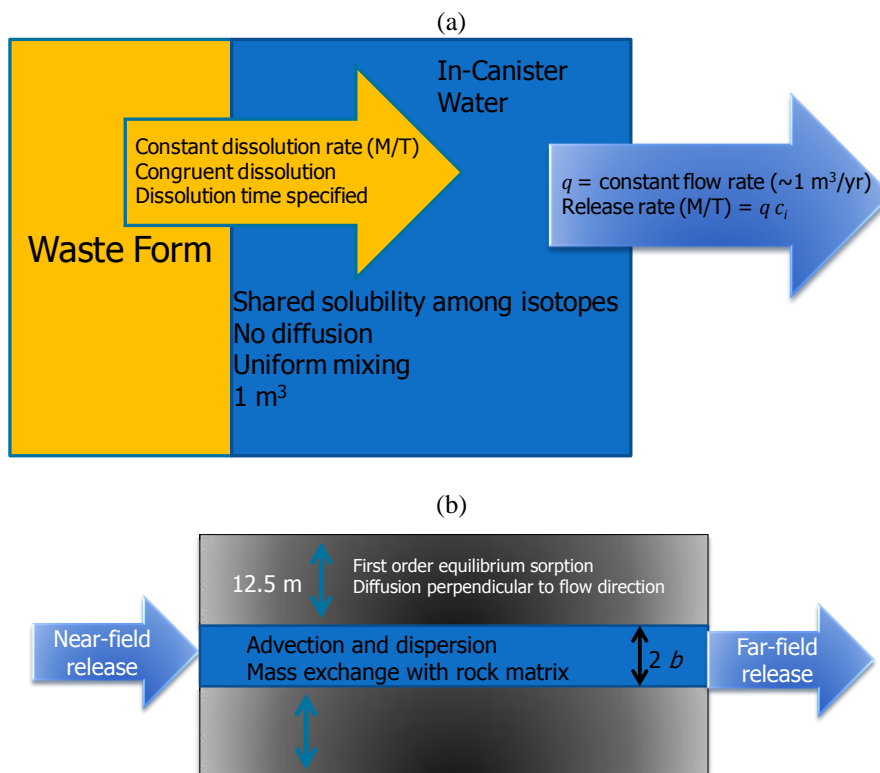 (a)
In-Canister
Water
Constant dissolution rate (M/T)
Congruent dissolution
Dissolution time specified
q = constant flow rate (~1 m³/yr)
Release rate (M/T) = q cᵢ
Waste Form
Shared solubility among isotopes
No diffusion
Uniform mixing
1 m³
(b)
First order equilibrium sorption
Diffusion perpendicular to flow direction
12.5 m
Near-field
release
Advection and dispersion
Mass exchange with rock matrix
2 b
Far-field
release